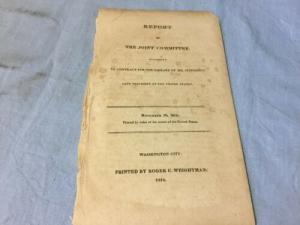 REPORT
OF
THE JOINT COMMITTEE,
TO CONTRACT FOR THE LIBRARY OF MR. JEFFERSON,
LATE PRESIDENT OF THE UNITED STATES.
Printed by order of the Senate of the United States.
WASHINGTON CITY:
PRINTED BY ROGER C. WEIGHTMAN.
1814.